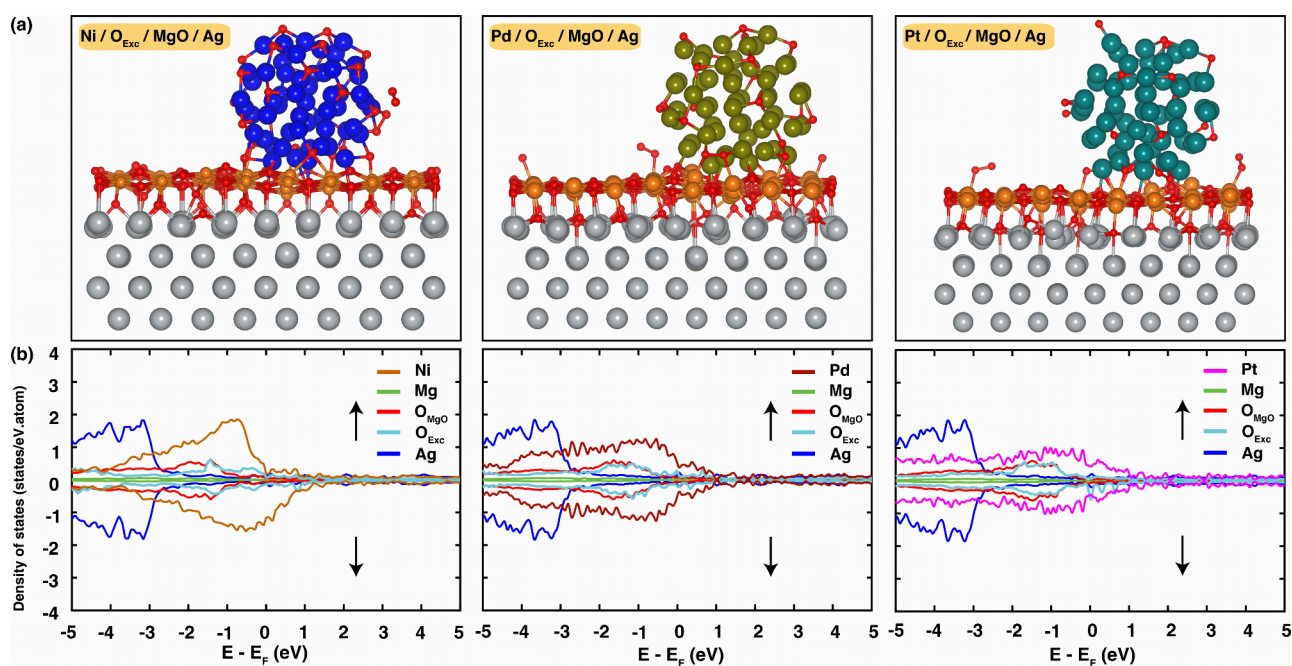 (a)
Ni / O_Exc / MgO / Ag
Pd / O_Exc / MgO / Ag
Pt / O_Exc / MgO / Ag
(b)
Density of states (states/eV.atom)
4
3
2
1
0
-1
-2
-3
-4
Ni
Mg
O_MgO
O_Exc
Ag
-5 -4 -3 -2 -1 0 1 2 3 4 5
E - E_F (eV)
Pd
Mg
O_MgO
O_Exc
Ag
-5 -4 -3 -2 -1 0 1 2 3 4 5
E - E_F (eV)
Pt
Mg
O_MgO
O_Exc
Ag
-5 -4 -3 -2 -1 0 1 2 3 4 5
E - E_F (eV)